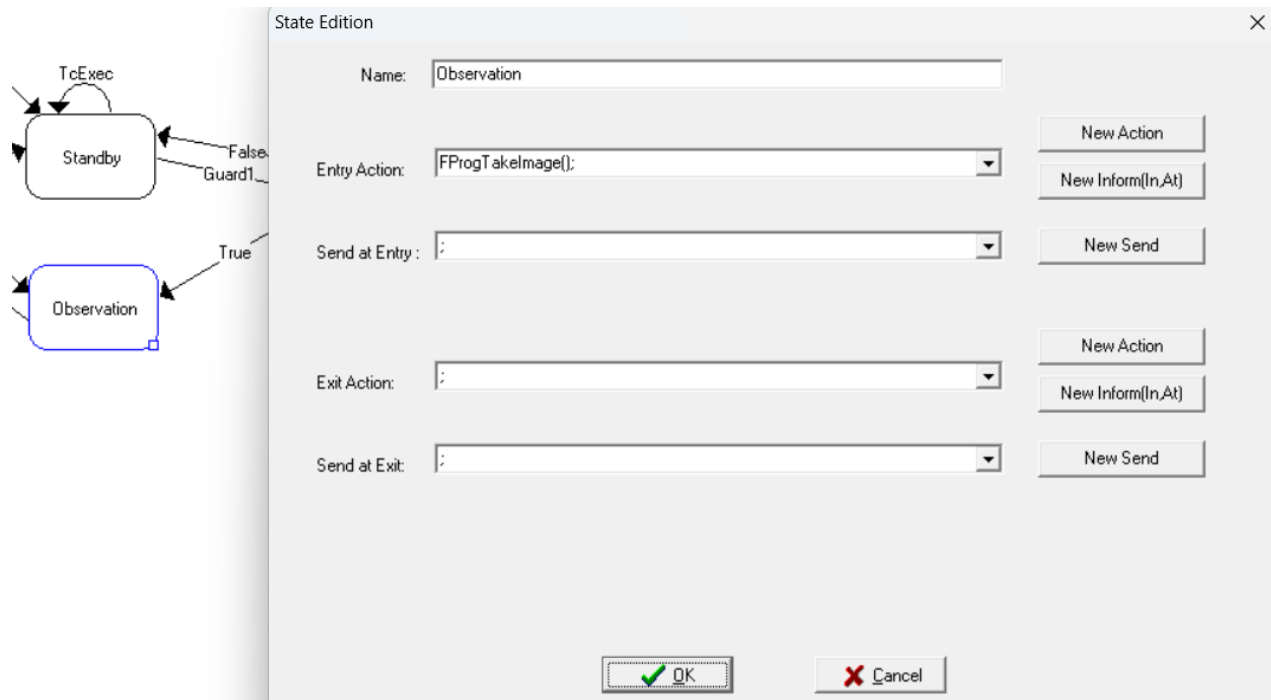 State Edition
TcExec
Standby
False
Guard1
True
Observation
Name:
Observation
Entry Action:
FProgTakeImage();
New Action
New Inform(In,At)
Send at Entry :
;
New Send
Exit Action:
;
New Action
New Inform(In,At)
Send at Exit:
;
New Send
OK
Cancel